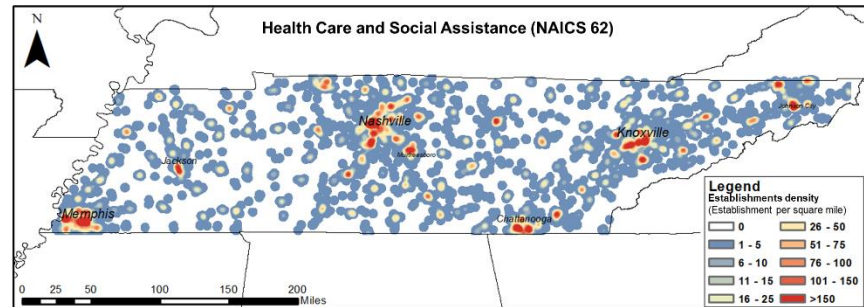 Health Care and Social Assistance (NAICS 62)
N
Nashville
Murfreesboro
Jackson
Memphis
Chattanooga
Knoxville
Johnson City
Legend
Establishments density
(Establishment per square mile)
0
1 - 5
6 - 10
11 - 15
16 - 25
26 - 50
51 - 75
76 - 100
101 - 150
>150
0 50 100 150 200
Miles